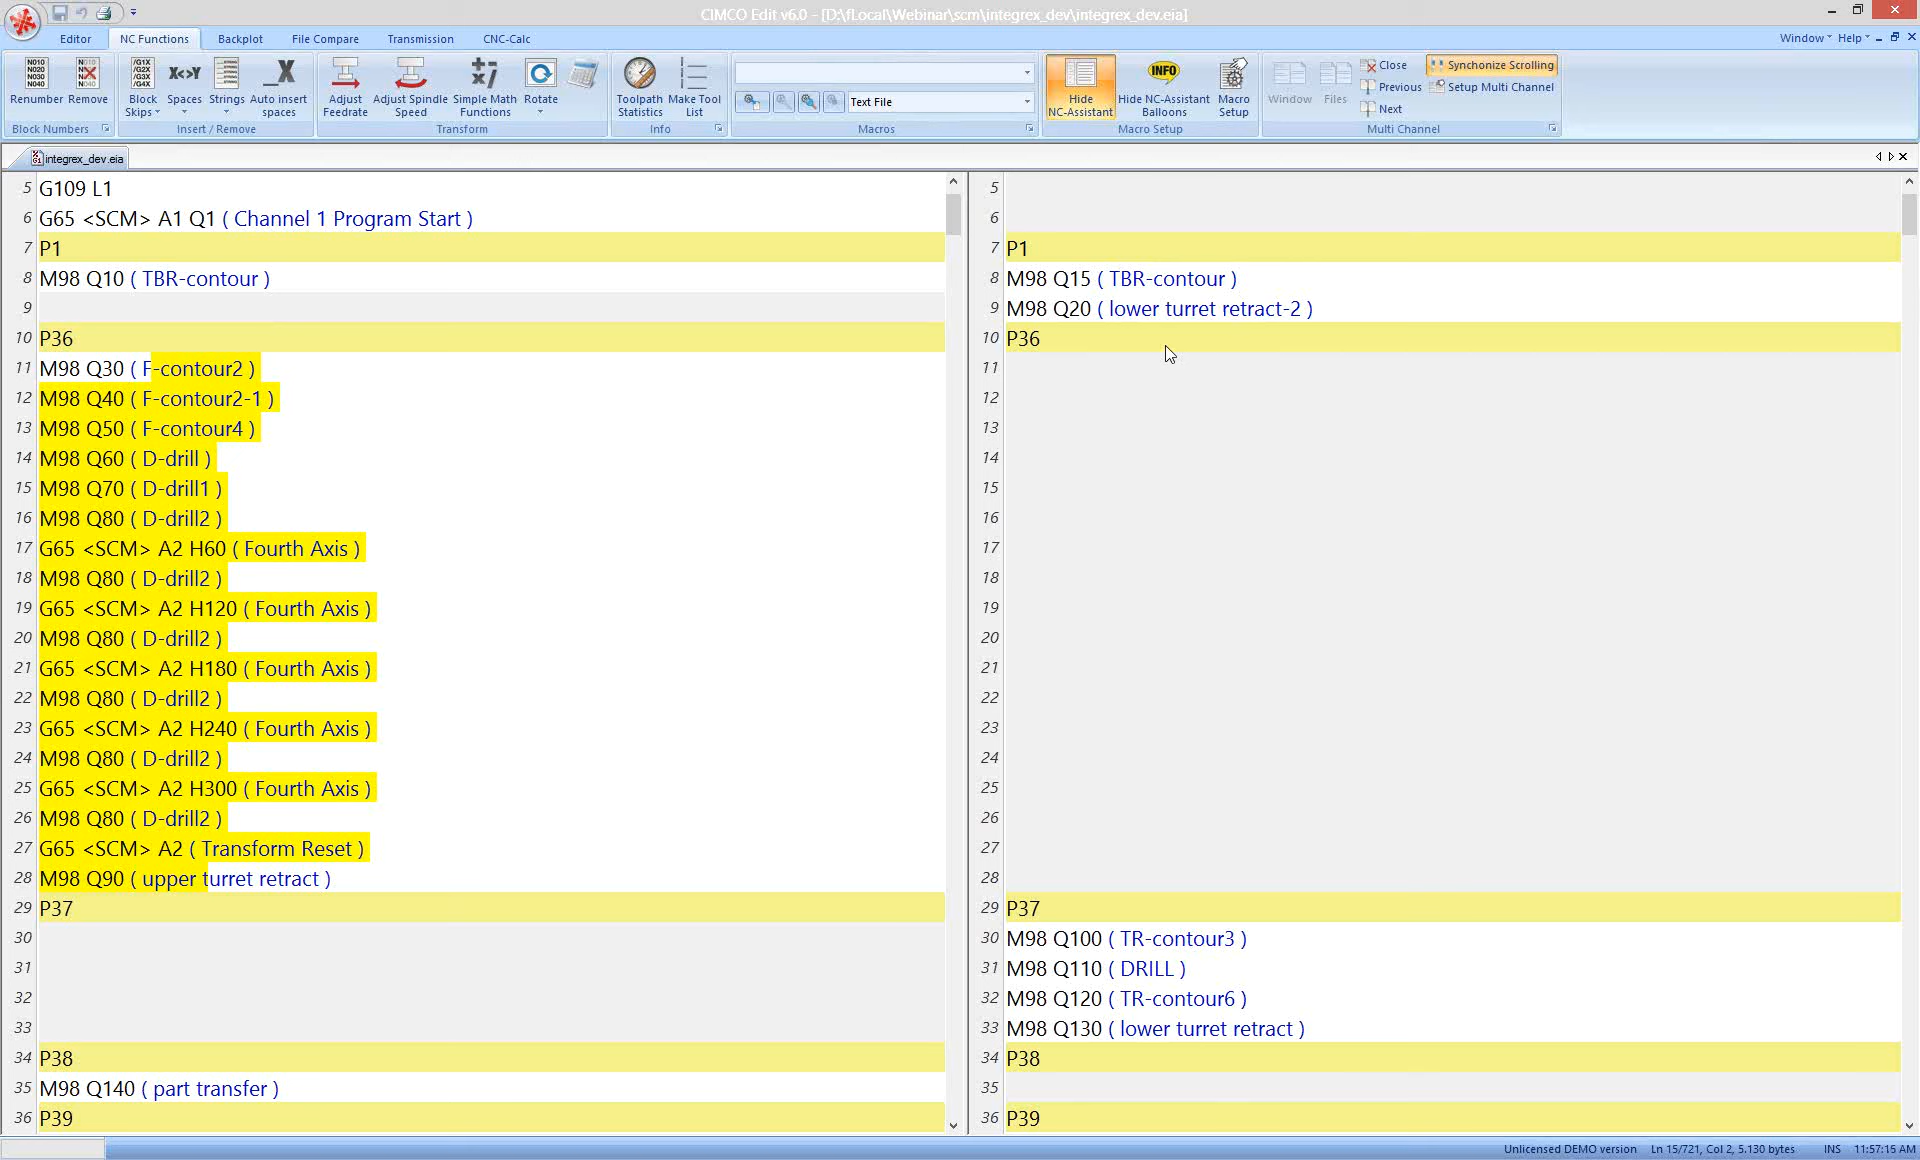 CIMCO Edit v6.0 - [D:\fLocal\Webinar\scm\integrex_dev\integrex_dev.eia]
Editor NC Functions Backplot File Compare Transmission CNC-Calc Window Help
Renumber Remove
Block Numbers
Block Skips Spaces Strings Auto insert spaces
Insert / Remove
Adjust Feedrate Adjust Spindle Speed Simple Math Functions Rotate
Transform
Toolpath Statistics Make Tool List
Info
Text File
Macros
Hide NC-Assistant Hide NC-Assistant Balloons Macro Setup
Macro Setup
Window Files Close Previous Next Synchonize Scrolling Setup Multi Channel
Multi Channel
integrex_dev.eia
5 G109 L1
6 G65 <SCM> A1 Q1 ( Channel 1 Program Start )
7 P1
8 M98 Q10 ( TBR-contour )
9
10 P36
11 M98 Q30 ( F-contour2 )
12 M98 Q40 ( F-contour2-1 )
13 M98 Q50 ( F-contour4 )
14 M98 Q60 ( D-drill )
15 M98 Q70 ( D-drill1 )
16 M98 Q80 ( D-drill2 )
17 G65 <SCM> A2 H60 ( Fourth Axis )
18 M98 Q80 ( D-drill2 )
19 G65 <SCM> A2 H120 ( Fourth Axis )
20 M98 Q80 ( D-drill2 )
21 G65 <SCM> A2 H180 ( Fourth Axis )
22 M98 Q80 ( D-drill2 )
23 G65 <SCM> A2 H240 ( Fourth Axis )
24 M98 Q80 ( D-drill2 )
25 G65 <SCM> A2 H300 ( Fourth Axis )
26 M98 Q80 ( D-drill2 )
27 G65 <SCM> A2 ( Transform Reset )
28 M98 Q90 ( upper turret retract )
29 P37
30
31
32
33
34 P38
35 M98 Q140 ( part transfer )
36 P39
5
6
7 P1
8 M98 Q15 ( TBR-contour )
9 M98 Q20 ( lower turret retract-2 )
10 P36
11
12
13
14
15
16
17
18
19
20
21
22
23
24
25
26
27
28
29 P37
30 M98 Q100 ( TR-contour3 )
31 M98 Q110 ( DRILL )
32 M98 Q120 ( TR-contour6 )
33 M98 Q130 ( lower turret retract )
34 P38
35
36 P39
Unlicensed DEMO version Ln 15/721, Col 2, 5.130 bytes INS 11:57:15 AM